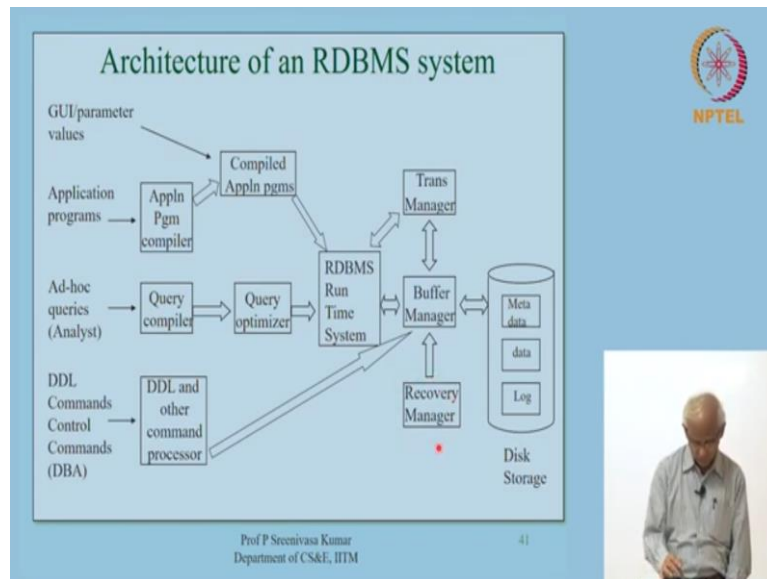 Architecture of an RDBMS system
NPTEL
GUI/parameter
values
Compiled
Appln pgms
Trans
Manager
Application
programs
Appln
Pgm
compiler
RDBMS
Run
Time
System
Ad-hoc
queries
(Analyst)
Query
compiler
Query
optimizer
Buffer
Manager
Meta
data
data
Log
DDL
Commands
Control
Commands
(DBA)
DDL and
other
command
processor
Recovery
Manager
Disk
Storage
Prof P Sreenivasa Kumar
Department of CS&E, IITM
41